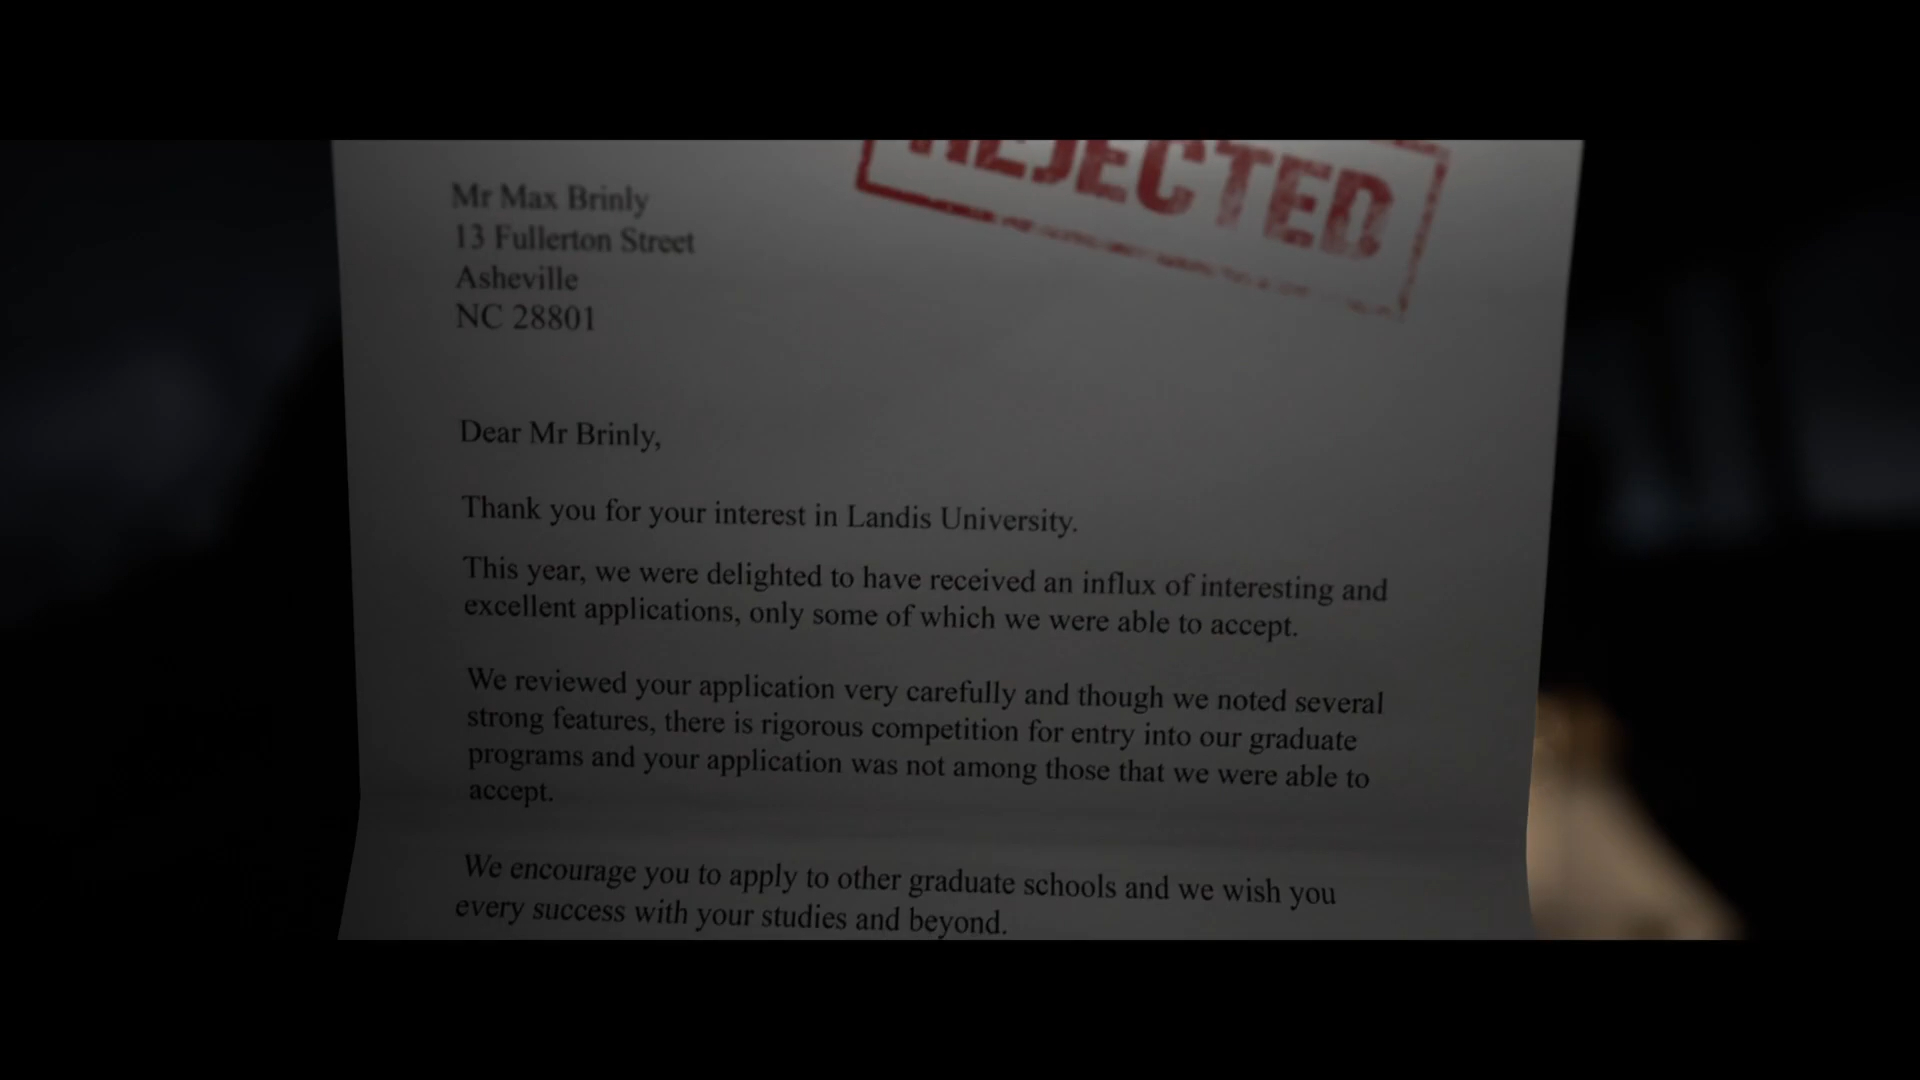 REJECTED
Mr Max Brinly
13 Fullerton Street
Asheville
NC 28801
Dear Mr Brinly,
Thank you for your interest in Landis University.
This year, we were delighted to have received an influx of interesting and
excellent applications, only some of which we were able to accept.
We reviewed your application very carefully and though we noted several
strong features, there is rigorous competition for entry into our graduate
programs and your application was not among those that we were able to
accept.
We encourage you to apply to other graduate schools and we wish you
every success with your studies and beyond.